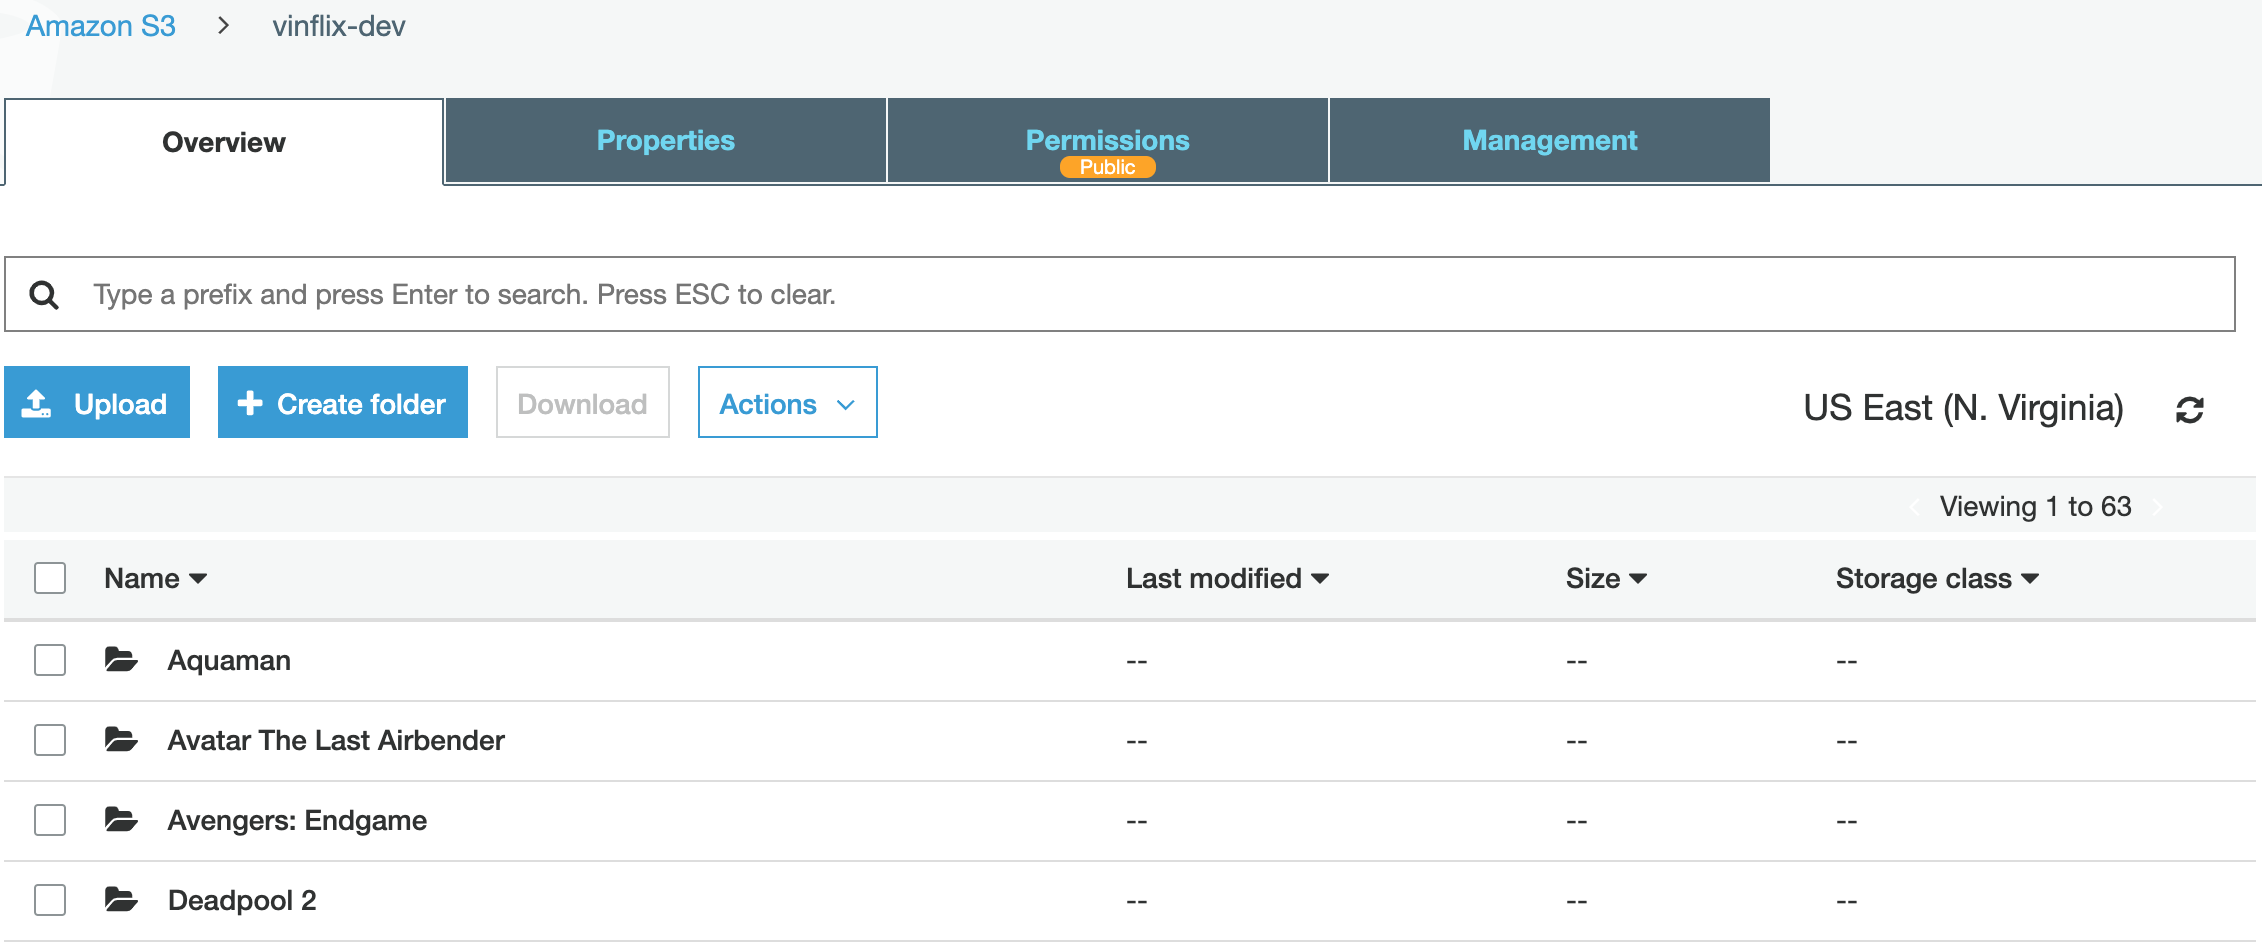 Amazon S3 > vinflix-dev
Overview Properties Permissions Management
Public
Type a prefix and press Enter to search. Press ESC to clear.
Upload Create folder Download Actions US East (N. Virginia)
Viewing 1 to 63
Name Last modified Size Storage class
Aquaman -- -- --
Avatar The Last Airbender -- -- --
Avengers: Endgame -- -- --
Deadpool 2 -- -- --